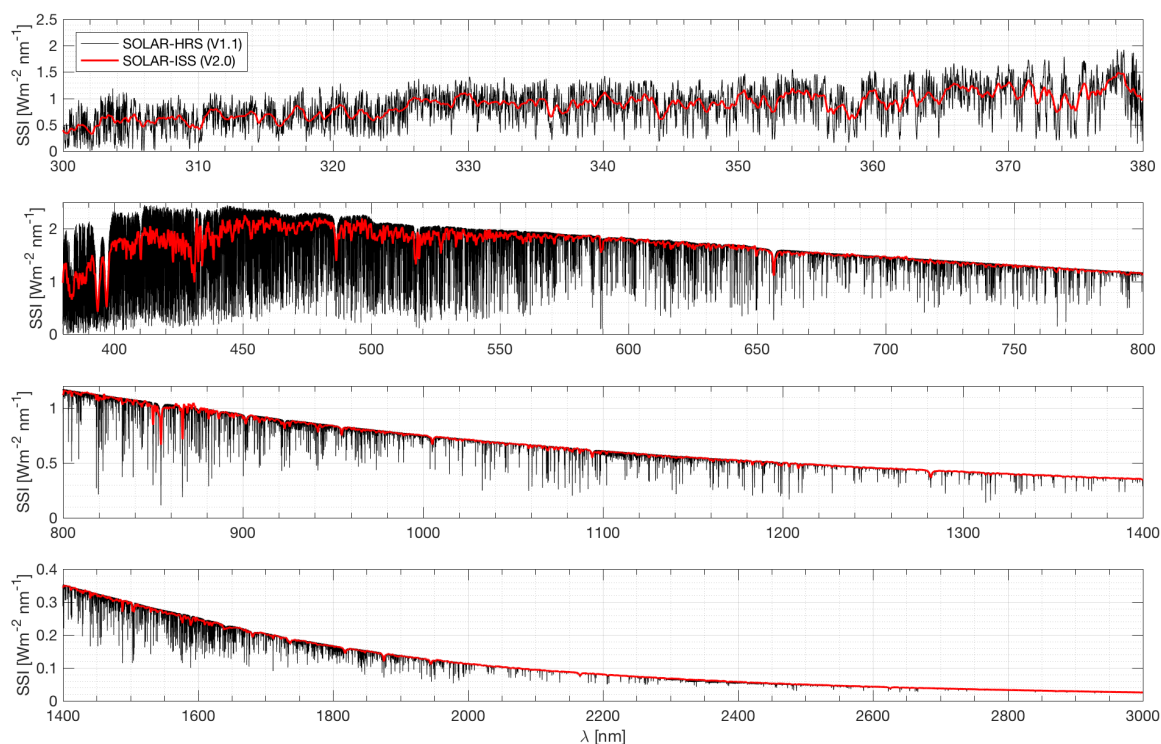 2.5
2
1.5
1
0.5
0
SSI [Wm⁻² nm⁻¹]
SOLAR-HRS (V1.1)
SOLAR-ISS (V2.0)
300 310 320 330 340 350 360 370 380
2
1
0
SSI [Wm⁻² nm⁻¹]
400 450 500 550 600 650 700 750 800
1
0.5
0
SSI [Wm⁻² nm⁻¹]
800 900 1000 1100 1200 1300 1400
0.4
0.3
0.2
0.1
0
SSI [Wm⁻² nm⁻¹]
1400 1600 1800 2000 2200 2400 2600 2800 3000
λ [nm]